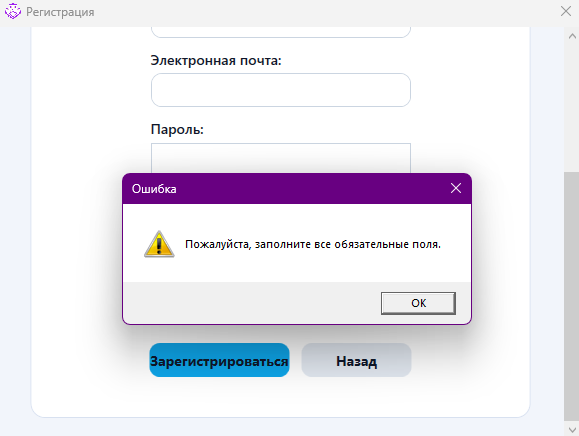 Регистрация
Электронная почта:
Пароль:
Ошибка
Пожалуйста, заполните все обязательные поля.
OK
Зарегистрироваться
Назад